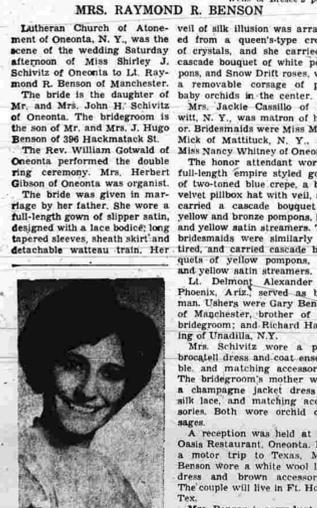 MRS. RAYMOND R. BENSON
Lutheran Church of Atone-
ment of Oneonta, N. Y., was the
scene of the wedding Saturday
afternoon of Miss Shirley J.
Schivitz of Oneonta to Lt. Ray-
mond R. Benson of Manchester.
The bride is the daughter of
Mr. and Mrs. John H. Schivitz
of Oneonta. The bridegroom is
the son of Mr. and Mrs. J. Hugo
Benson of 396 Hackmatack St.
The Rev. William Gotwald of
Oneonta performed the double
ring ceremony. Mrs. Herbert
Gibson of Oneonta was organist.
The bride was given in mar-
riage by her father. She wore a
full-length gown of slipper satin,
designed with a lace bodice, long
tapered sleeves, sheath skirt and
detachable watteau train. Her
veil of silk illusion was arra
ed from a queen's-type cro
of crystals, and she carried
cascade bouquet of white po
pons, and Snow Drift roses, w
a removable corsage of p
baby orchids in the center.
Mrs. Jackie Cassillo of
witt, N. Y., was matron of h
or. Bridesmaids were Miss M
Mick of Mattituck, N. Y.,
Miss Nancy Whitney of Oneo
The honor attendant wor
full-length empire styled go
of two-toned blue crepe, a b
velvet pillbox hat with veil,
carried a cascade bouquet
yellow and bronze pompons,
and yellow satin streamers. T
bridesmaids were similarly
tired, and carried cascade b
quets of yellow pompons,
and yellow satin streamers.
Lt. Delmont Alexander
Phoenix, Ariz., served as b
man. Ushers were Gary Ben
of Manchester, brother of
bridegroom; and Richard Ha
ing of Unadilla, N.Y.
Mrs. Schivitz wore a p
brocatell dress and coat ense
ble, and matching accessor
The bridegroom's mother w
a champagne jacket dress
silk lace, and matching acc
sories. Both wore orchid c
sages.
A reception was held at
Oasis Restaurant, Oneonta.
a motor trip to Texas, M
Benson wore a white wool
dress and brown accessor
The couple will live in Ft. Ho
Tex.